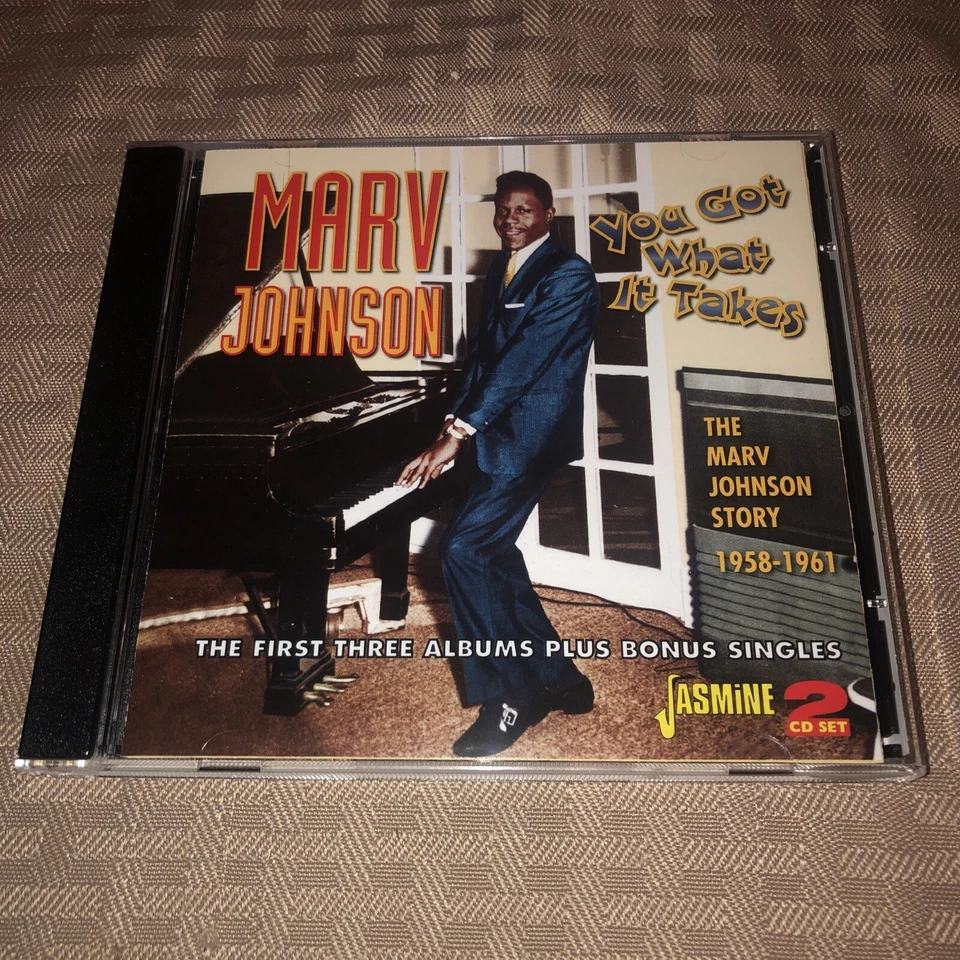 MARV
JOHNSON
You Got
What
It Takes
THE
MARV
JOHNSON
STORY
1958-1961
THE FIRST THREE ALBUMS PLUS BONUS SINGLES
JASMiNE
2
CD SET